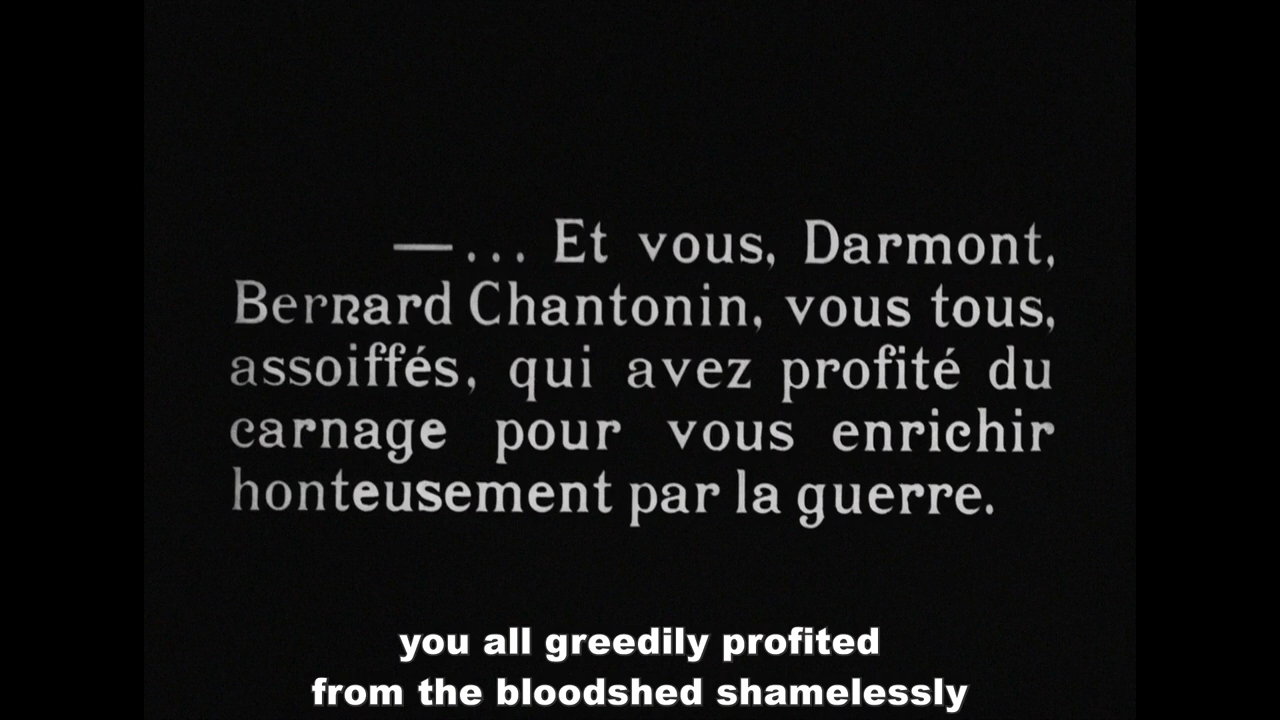 —... Et vous, Darmont,
Bernard Chantonin, vous tous,
assoiffés, qui avez profité du
carnage pour vous enrichir
honteusement par la guerre.
you all greedily profited
from the bloodshed shamelessly